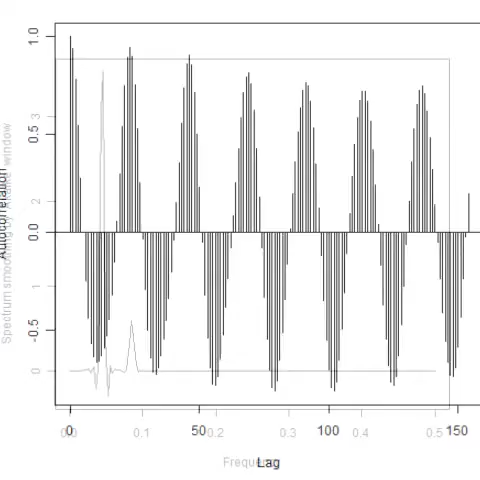 1.0
0.5
0.0
-0.5
Autocorrelation
3
2
1
0
Spectrum smoothing by window
0 50 100 150
0.0 0.1 0.2 0.3 0.4 0.5
Frequency
Lag